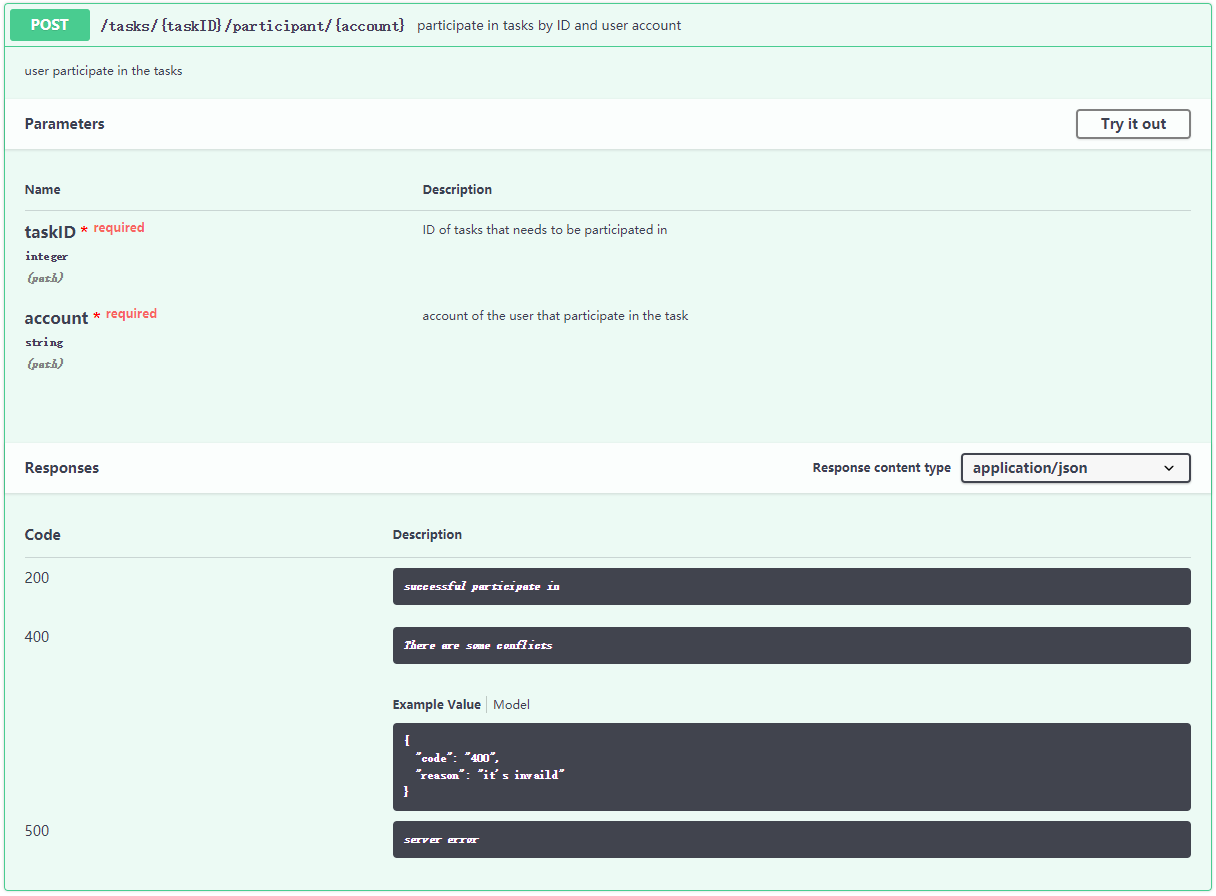 POST /tasks/{taskID}/participant/{account} participate in tasks by ID and user account
user participate in the tasks
Parameters Try it out
Name Description
taskID * required ID of tasks that needs to be participated in
integer
(path)
account * required account of the user that participate in the task
string
(path)
Responses Response content type application/json
Code Description
200 successful participate in
400 There are some conflicts
Example Value Model
{
"code": "400",
"reason": "it's invaild"
}
500 server error